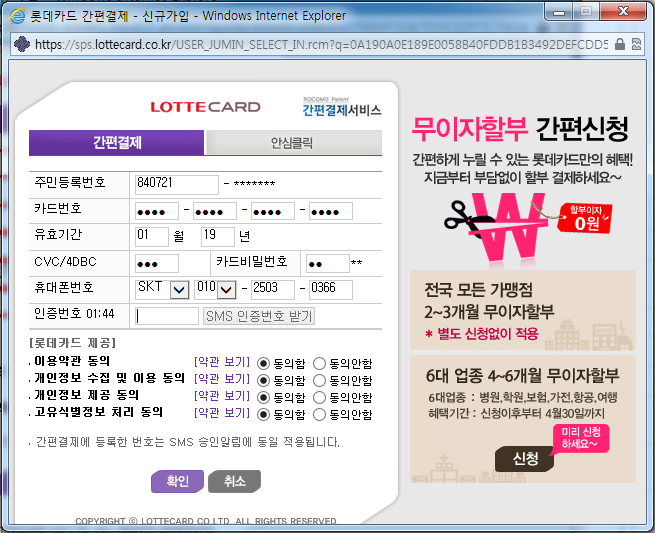 롯데카드 간편결제 - 신규가입 - Windows Internet Explorer
https://sps.lottecard.co.kr/USER_JUMIN_SELECT_IN.rcm?q=0A190A0E189E0058B40FDDB1B3492DEFCDD5
LOTTE CARD
ROCOMO Patent
간편결제서비스
간편결제 안심클릭
주민등록번호 840721 - *******
카드번호 ●●●● - ●●●● - ●●●● - ●●●●
유효기간 01 월 19 년
CVC/4DBC ●●● 카드비밀번호 ●● **
휴대폰번호 SKT 010 - 2503 - 0366
인증번호 01:44 SMS 인증번호 받기
[롯데카드 제공]
. 이용약관 동의 [약관 보기] 동의함 동의안함
. 개인정보 수집 및 이용 동의 [약관 보기] 동의함 동의안함
. 개인정보 제공 동의 [약관 보기] 동의함 동의안함
. 고유식별정보 처리 동의 [약관 보기] 동의함 동의안함
. 간편결제에 등록한 번호는 SMS 승인알림에 동일 적용됩니다.
확인 취소
COPYRIGHT ⓒ LOTTECARD CO.LTD. ALL RIGHTS RESERVED
무이자할부 간편신청
간편하게 누릴 수 있는 롯데카드만의 혜택!
지금부터 부담없이 할부 결제하세요~
₩
할부이자
0원
전국 모든 가맹점
2~3개월 무이자할부
* 별도 신청없이 적용
6대 업종 4~6개월 무이자할부
6대업종 : 병원,학원,보험,가전,항공,여행
혜택기간 : 신청이후부터 4월30일까지
미리 신청
하세요~
신청